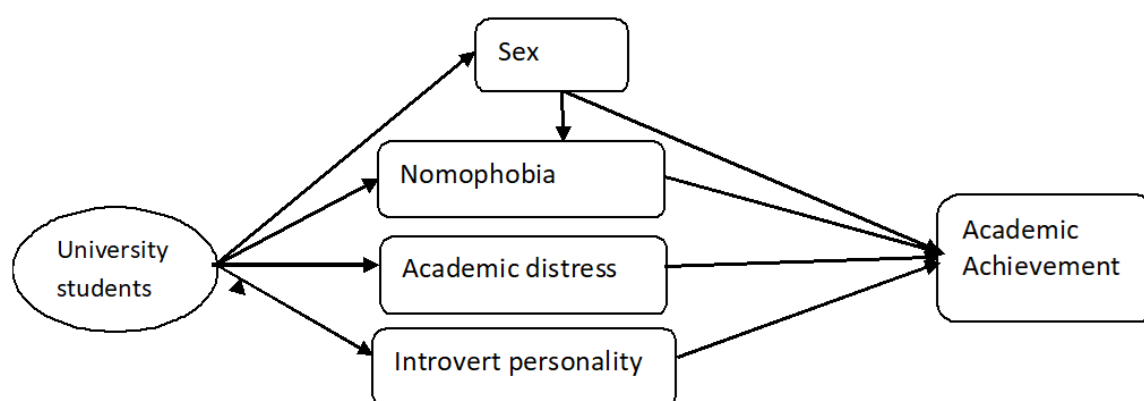 Sex
Nomophobia
University
students
Academic distress
Academic
Achievement
Introvert personality